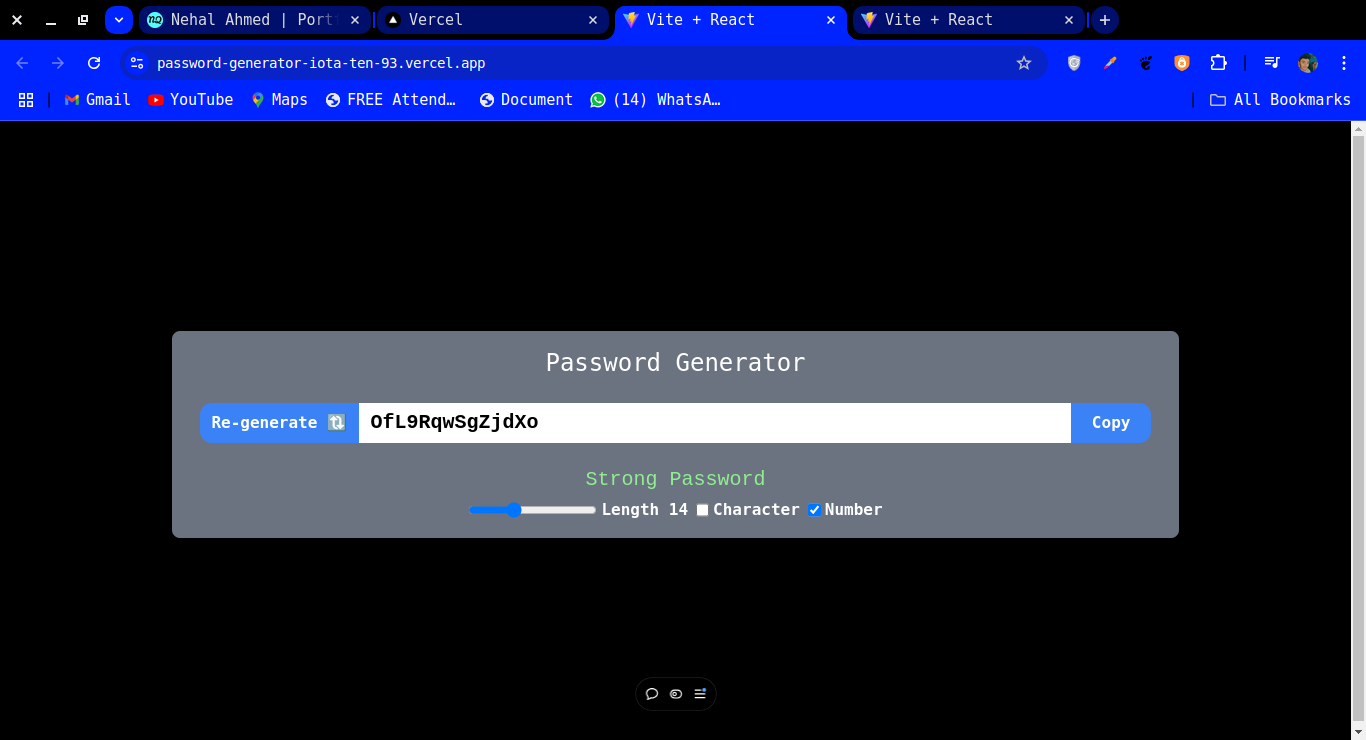 Nehal Ahmed | Port
Vercel
Vite + React
Vite + React
password-generator-iota-ten-93.vercel.app
Gmail
YouTube
Maps
FREE Attend…
Document
(14) WhatsA…
All Bookmarks
Password Generator
Re-generate
OfL9RqwSgZjdXo
Copy
Strong Password
Length 14 Character Number